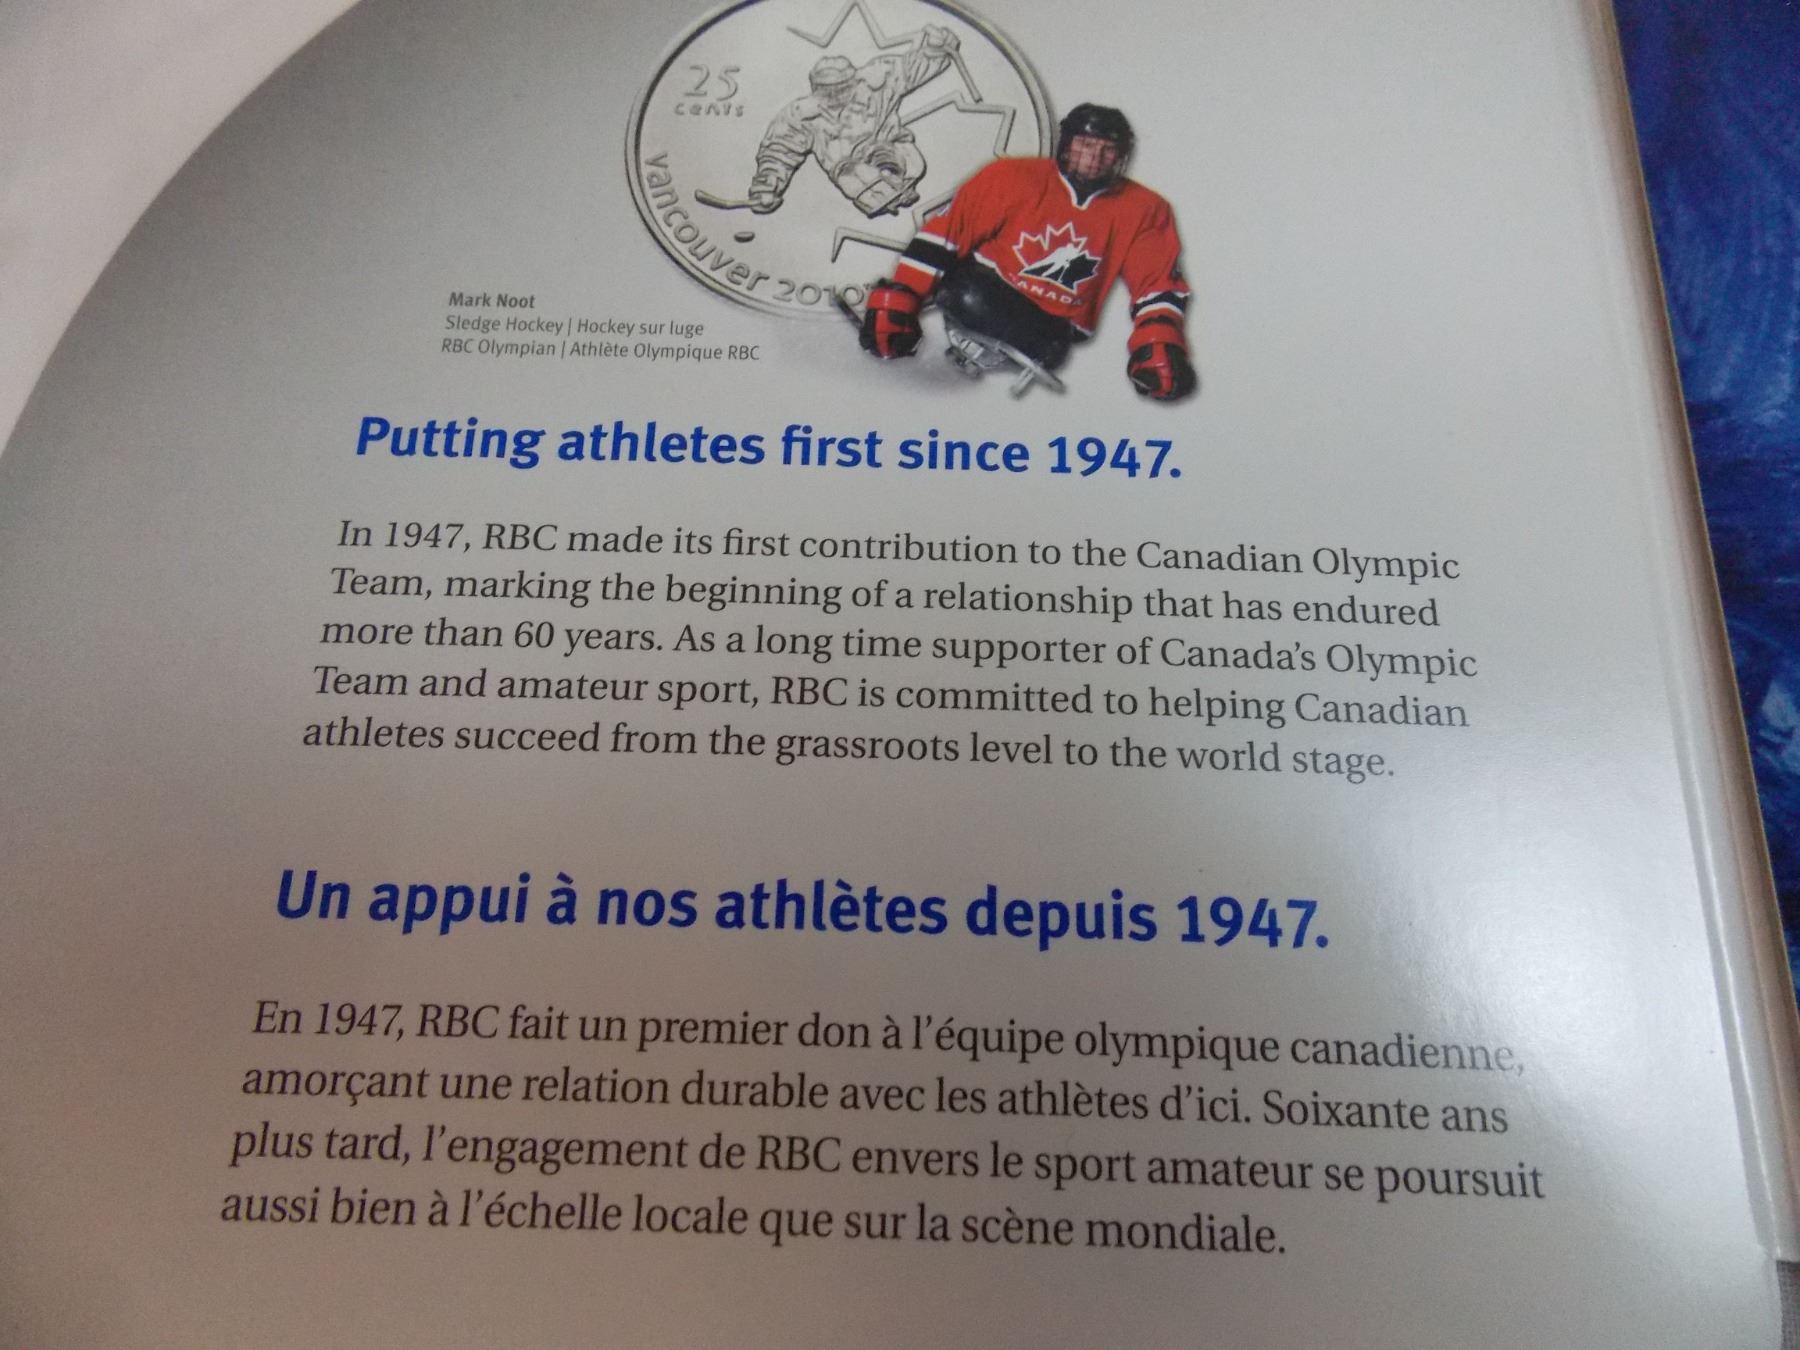 25
cents
vancouver 2010
CANADA
Mark Noot
Sledge Hockey | Hockey sur luge
RBC Olympian | Athlète Olympique RBC
Putting athletes first since 1947.
In 1947, RBC made its first contribution to the Canadian Olympic
Team, marking the beginning of a relationship that has endured
more than 60 years. As a long time supporter of Canada's Olympic
Team and amateur sport, RBC is committed to helping Canadian
athletes succeed from the grassroots level to the world stage.
Un appui à nos athlètes depuis 1947.
En 1947, RBC fait un premier don à l'équipe olympique canadienne,
amorçant une relation durable avec les athlètes d'ici. Soixante ans
plus tard, l'engagement de RBC envers le sport amateur se poursuit
aussi bien à l'échelle locale que sur la scène mondiale.